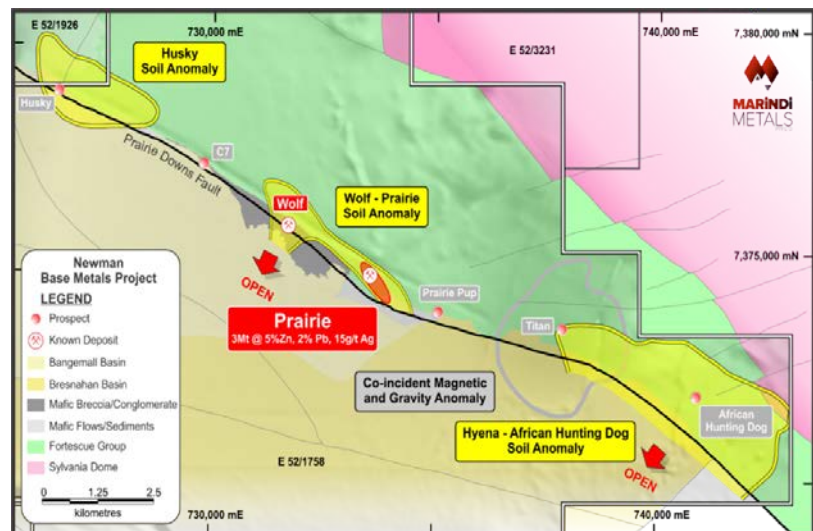 E 52/1926
730,000 mE
E 52/3231
740,000 mE
7,380,000 mN
MARINDI
METALS
Husky
Soil Anomaly
Husky
Prairie Downs Fault
C7
Wolf
Wolf - Prairie
Soil Anomaly
7,375,000 mN
OPEN
Prairie
3Mt @ 5%Zn, 2% Pb, 15g/t Ag
Prairie Pup
Titan
Co-incident Magnetic
and Gravity Anomaly
African
Hunting Dog
Hyena - African Hunting Dog
Soil Anomaly
OPEN
E 52/1758
730,000 mE
740,000 mE
Newman
Base Metals Project
LEGEND
Prospect
Known Deposit
Bangemall Basin
Bresnahan Basin
Mafic Breccia/Conglomerate
Mafic Flows/Sediments
Fortescue Group
Sylvania Dome
0 1.25 2.5
kilometres